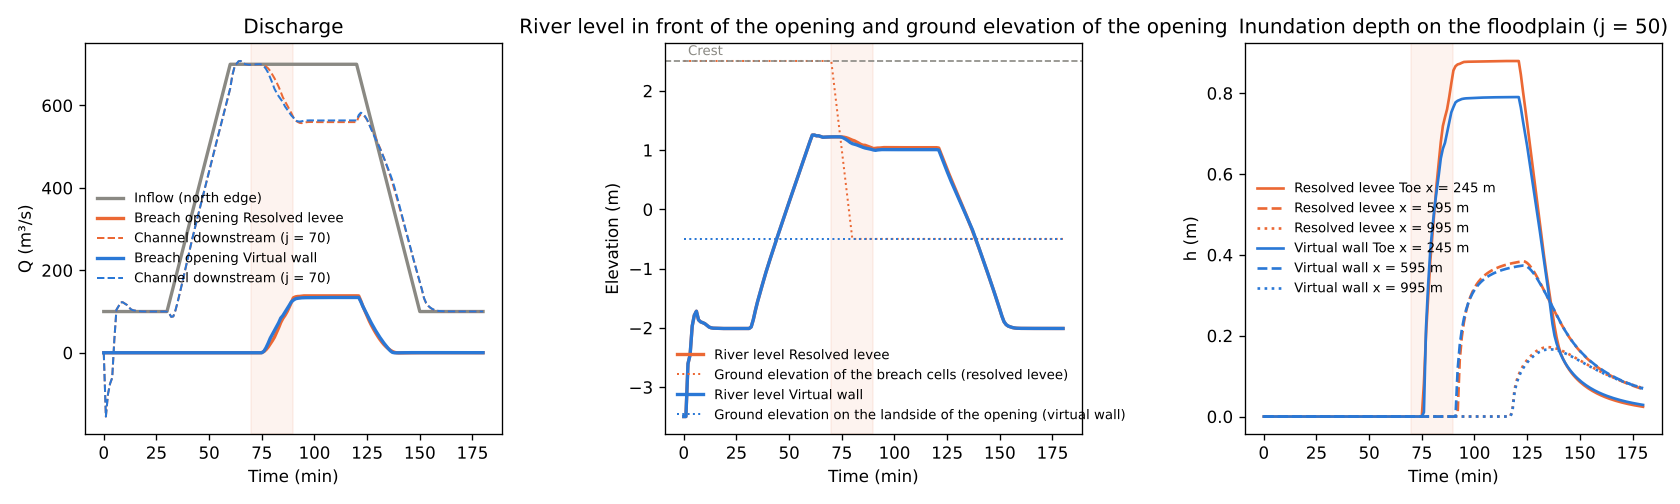 Discharge
Q (m³/s)
600
400
200
0
Inflow (north edge)
Breach opening Resolved levee
Channel downstream (j = 70)
Breach opening Virtual wall
Channel downstream (j = 70)
0 25 50 75 100 125 150 175
Time (min)
River level in front of the opening and ground elevation of the opening
Elevation (m)
Crest
2
1
0
−1
−2
−3
River level Resolved levee
Ground elevation of the breach cells (resolved levee)
River level Virtual wall
Ground elevation on the landside of the opening (virtual wall)
0 25 50 75 100 125 150 175
Time (min)
Inundation depth on the floodplain (j = 50)
h (m)
0.8
0.6
0.4
0.2
0.0
Resolved levee Toe x = 245 m
Resolved levee x = 595 m
Resolved levee x = 995 m
Virtual wall Toe x = 245 m
Virtual wall x = 595 m
Virtual wall x = 995 m
0 25 50 75 100 125 150 175
Time (min)